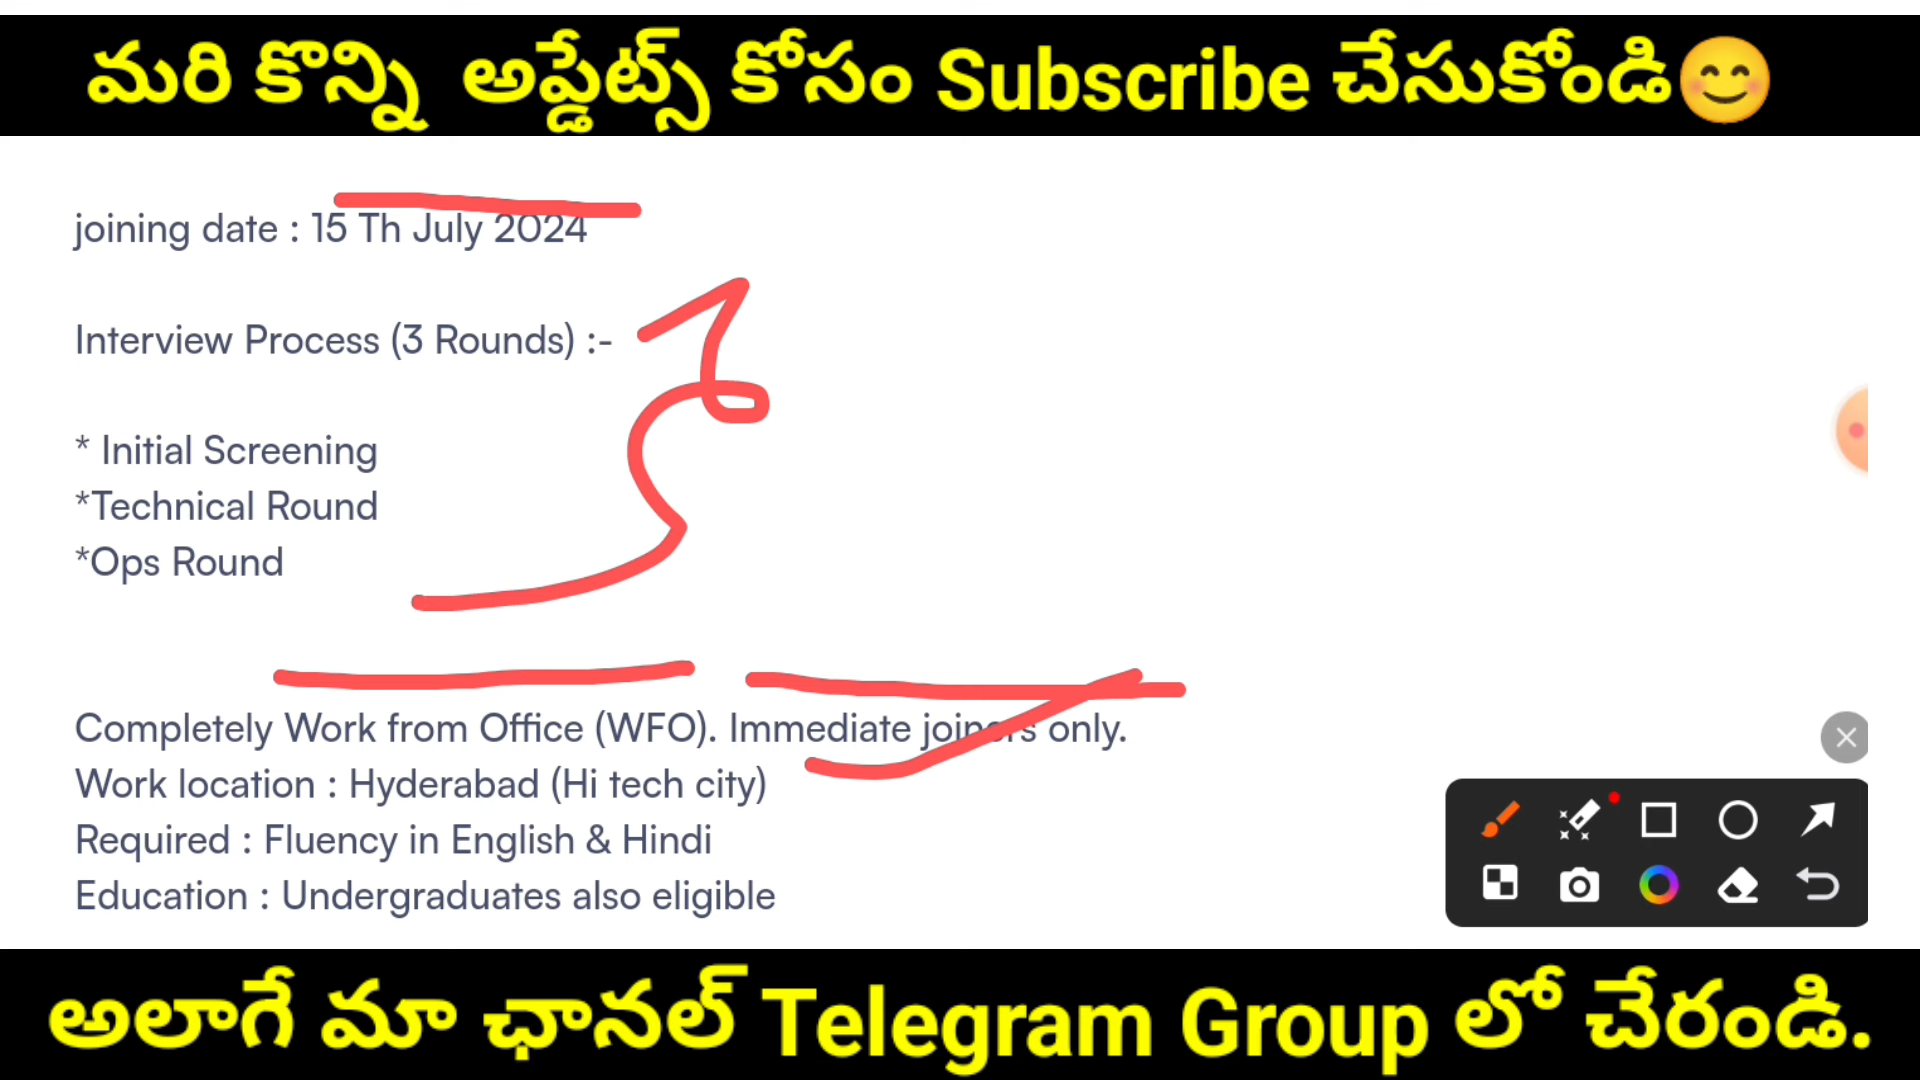 మరి కొన్ని అప్డేట్స్ కోసం Subscribe చేసుకోండి😊
joining date : 15 Th July 2024
Interview Process (3 Rounds) :-
* Initial Screening
*Technical Round
*Ops Round
Completely Work from Office (WFO). Immediate joiners only.
Work location : Hyderabad (Hi tech city)
Required : Fluency in English & Hindi
Education : Undergraduates also eligible
అలాగే మా ఛానల్ Telegram Group లో చేరండి.